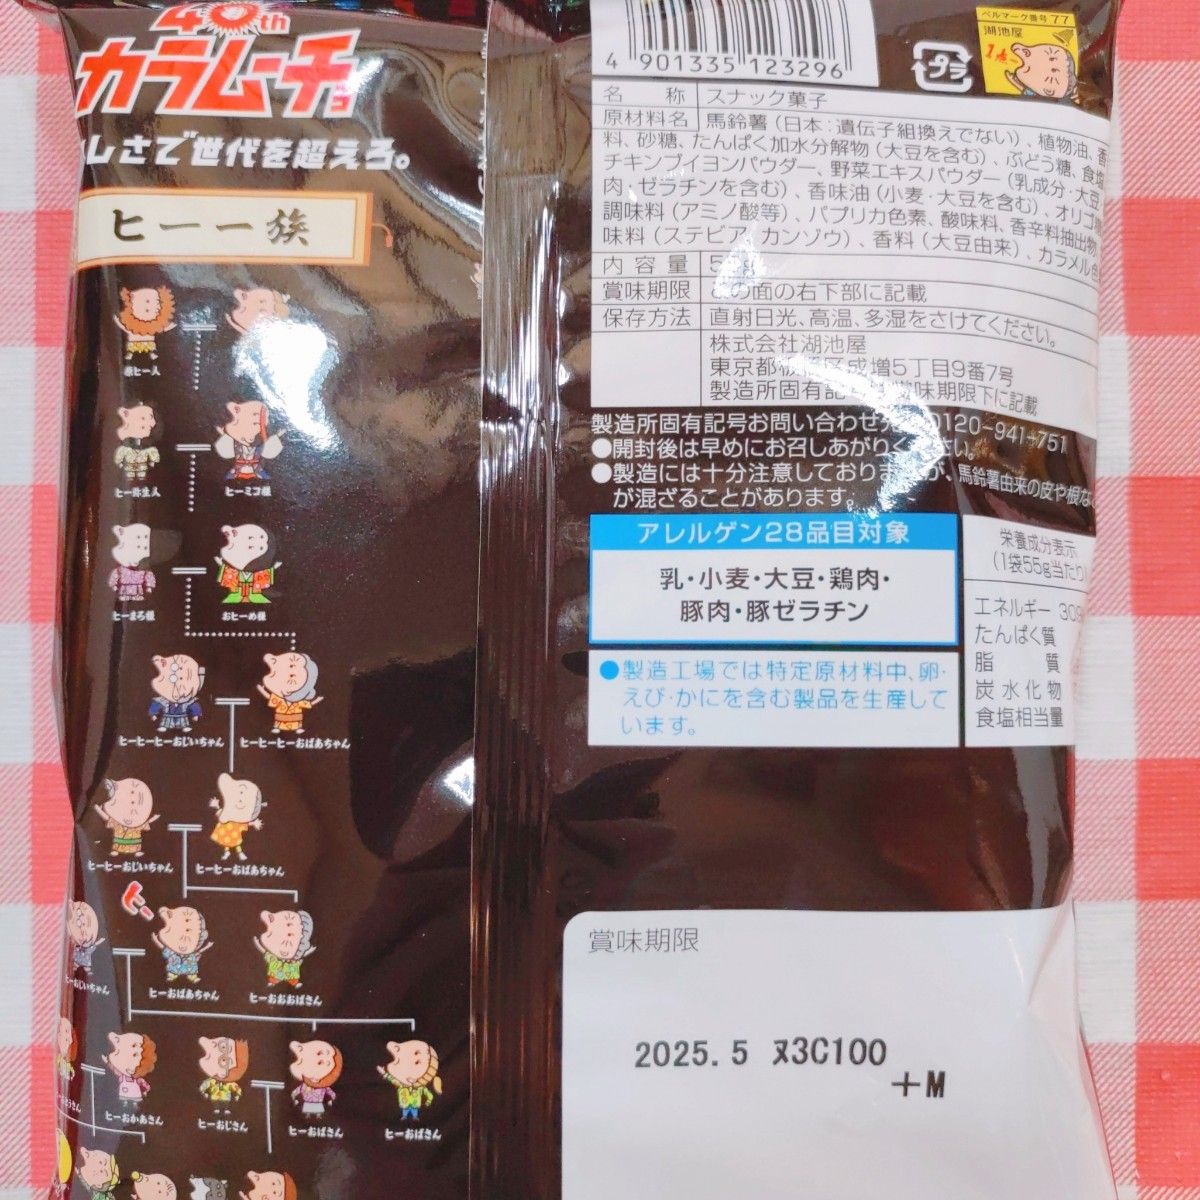 40th
カラムーチョ
レさで世代を超えろ。
ヒー一族
原ヒー人
ヒー弥生人
ヒーミコ様
ヒーまろ様
おヒーめ様
ヒーヒーヒーおじいちゃん
ヒーヒーヒーおばあちゃん
ヒーヒーおじいちゃん
ヒーヒーおばあちゃん
ヒー
おじいちゃん
ヒーおばあちゃん
ヒーおおおばさん
ヒーおかあさん
ヒーおじさん
ヒーおばさん
ヒーおばさん
4 901335 123296
プラ
ベルマーク番号77
湖池屋
1点
名称 スナック菓子
原材料名 馬鈴薯(日本:遺伝子組換えでない)、植物油、香
料、砂糖、たんぱく加水分解物(大豆を含む)、ぶどう糖、食塩
チキンブイヨンパウダー、野菜エキスパウダー(乳成分・大豆
肉・ゼラチンを含む)、香味油(小麦・大豆を含む)、オリゴ糖
調味料(アミノ酸等)、パプリカ色素、酸味料、香辛料抽出物
味料(ステビア、カンゾウ)、香料(大豆由来)、カラメル色
内容量 5 g
賞味期限 この面の右下部に記載
保存方法 直射日光、高温、多湿をさけてください。
株式会社湖池屋
東京都板橋区成増5丁目9番7号
製造所固有記 賞味期限下に記載
製造所固有記号お問い合わせ先 0120-941-751
●開封後は早めにお召しあがりください。
●製造には十分注意しておりますが、馬鈴薯由来の皮や根な
が混ざることがあります。
アレルゲン28品目対象
乳・小麦・大豆・鶏肉・
豚肉・豚ゼラチン
●製造工場では特定原材料中、卵・
えび・かにを含む製品を生産して
います。
栄養成分表示
(1袋55g当たり)
エネルギー 309
たんぱく質
脂質
炭水化物
食塩相当量
賞味期限
2025.5 ヌ3C100
+M